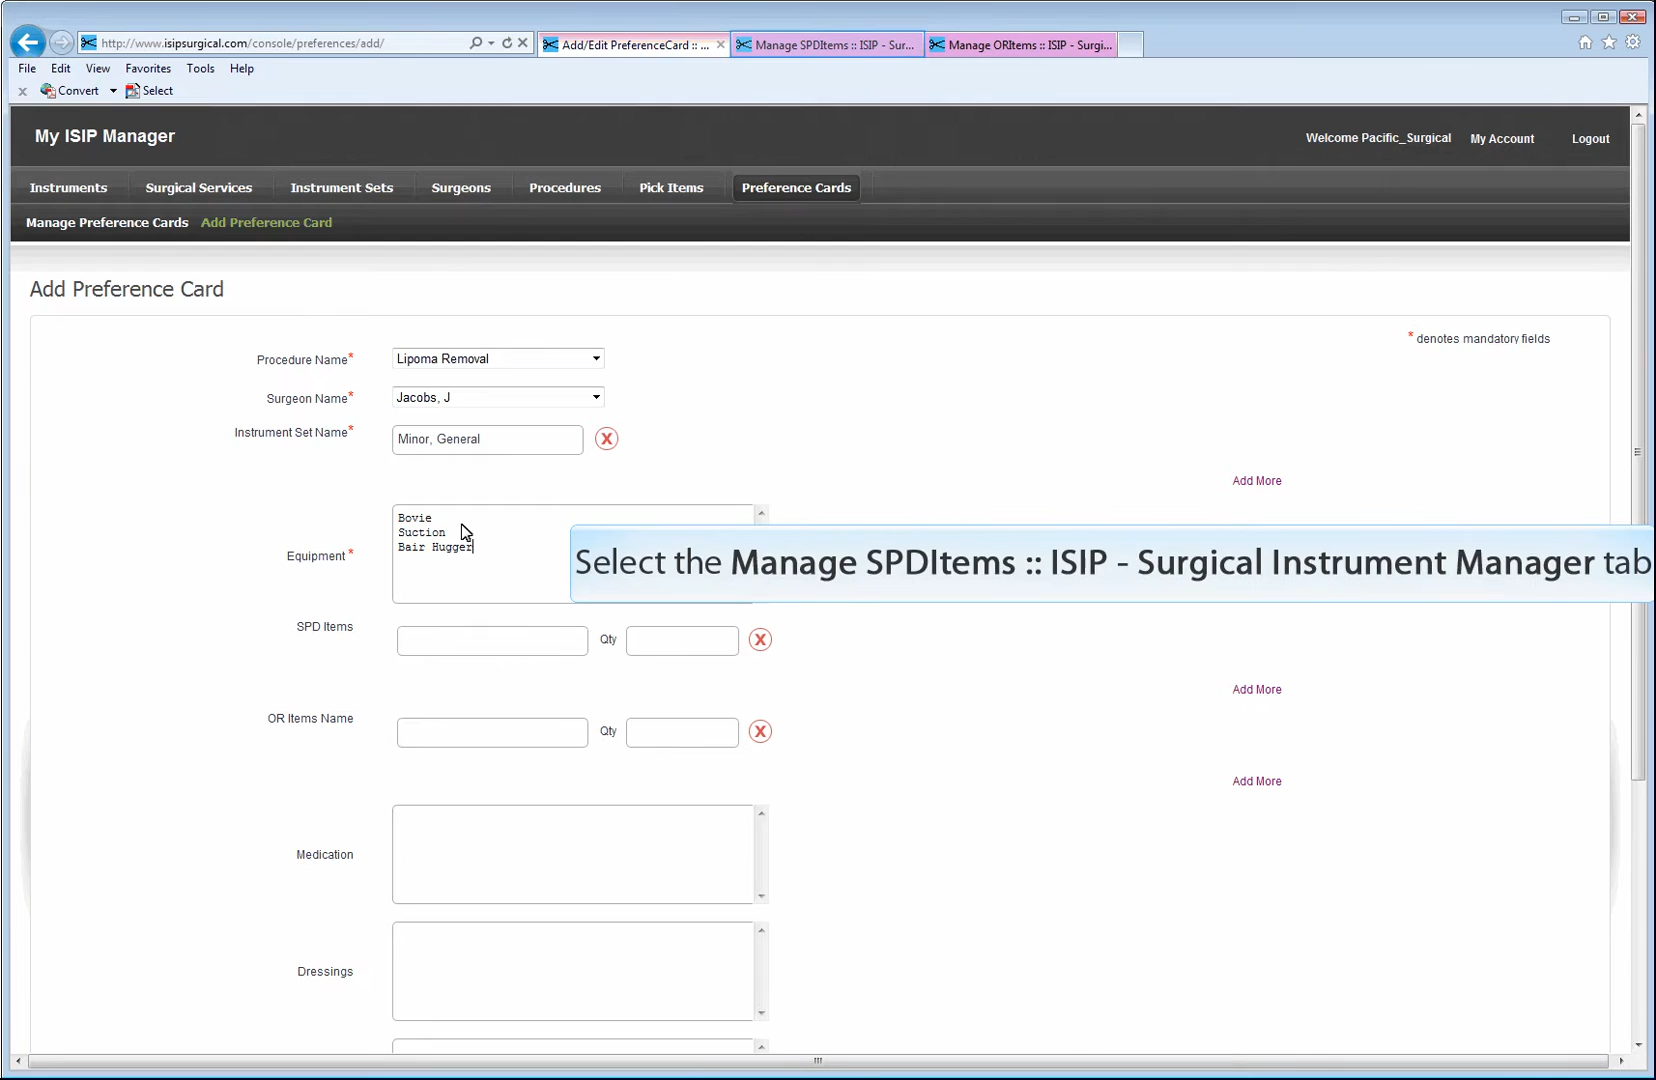 http://www.isipsurgical.com/console/preferences/add/
Add/Edit PreferenceCard :: ...
Manage SPDItems :: ISIP - Sur...
Manage ORItems :: ISIP - Surgi...
File Edit View Favorites Tools Help
x Convert Select
My ISIP Manager
Welcome Pacific_Surgical My Account Logout
Instruments Surgical Services Instrument Sets Surgeons Procedures Pick Items Preference Cards
Manage Preference Cards Add Preference Card
Add Preference Card
* denotes mandatory fields
Procedure Name* Lipoma Removal
Surgeon Name* Jacobs, J
Instrument Set Name* Minor, General X
Add More
Bovie
Suction
Bair Hugger
Equipment *
Select the Manage SPDItems :: ISIP - Surgical Instrument Manager tab
SPD Items Qty X
Add More
OR Items Name Qty X
Add More
Medication
Dressings